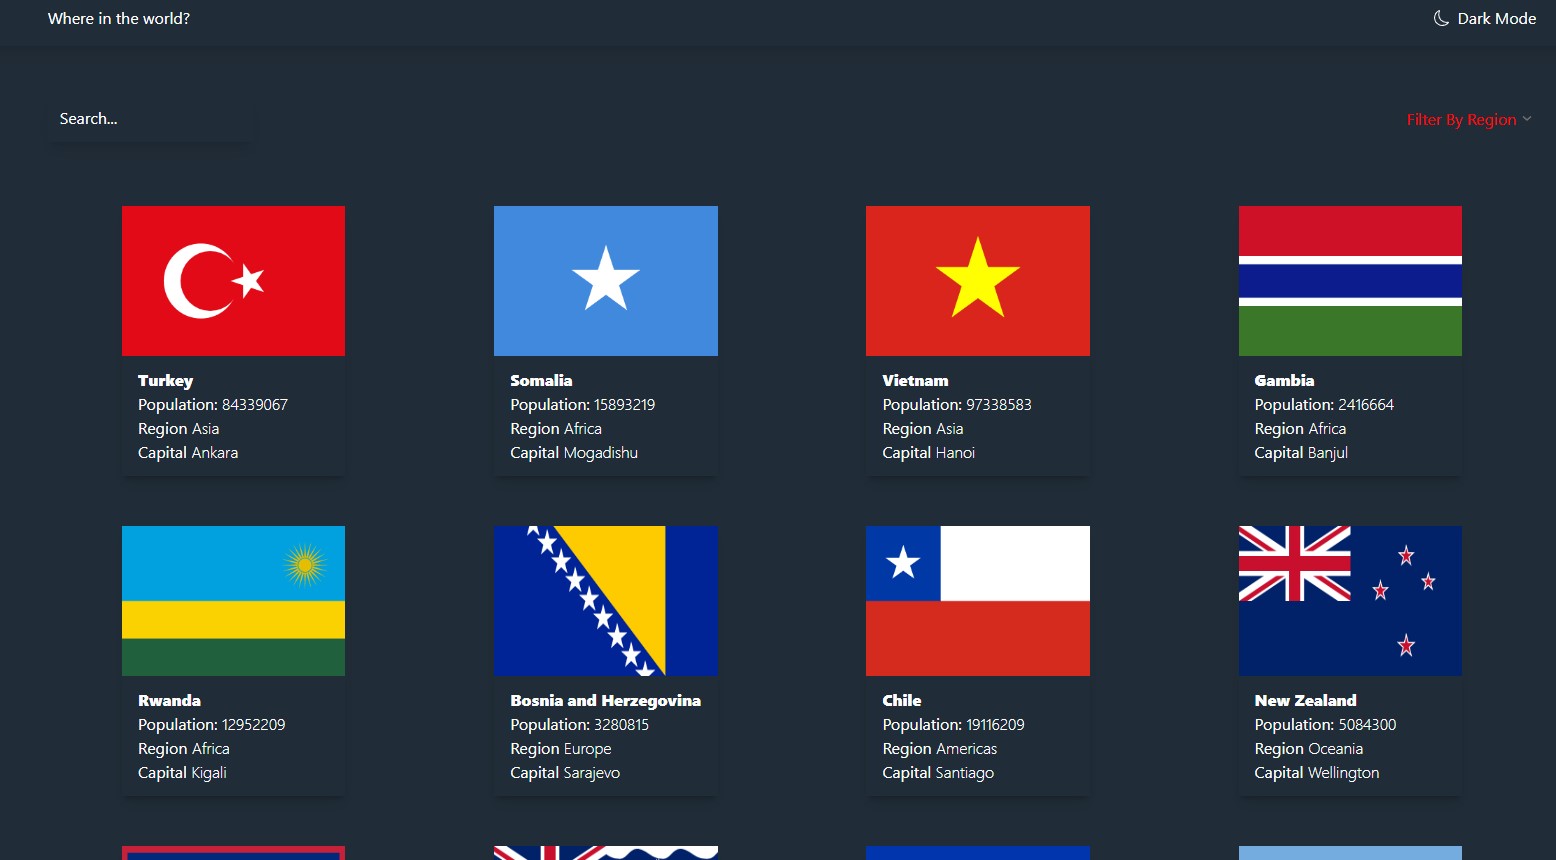 Where in the world?
Dark Mode
Search...
Filter By Region
Turkey
Population: 84339067
Region Asia
Capital Ankara
Somalia
Population: 15893219
Region Africa
Capital Mogadishu
Vietnam
Population: 97338583
Region Asia
Capital Hanoi
Gambia
Population: 2416664
Region Africa
Capital Banjul
Rwanda
Population: 12952209
Region Africa
Capital Kigali
Bosnia and Herzegovina
Population: 3280815
Region Europe
Capital Sarajevo
Chile
Population: 19116209
Region Americas
Capital Santiago
New Zealand
Population: 5084300
Region Oceania
Capital Wellington